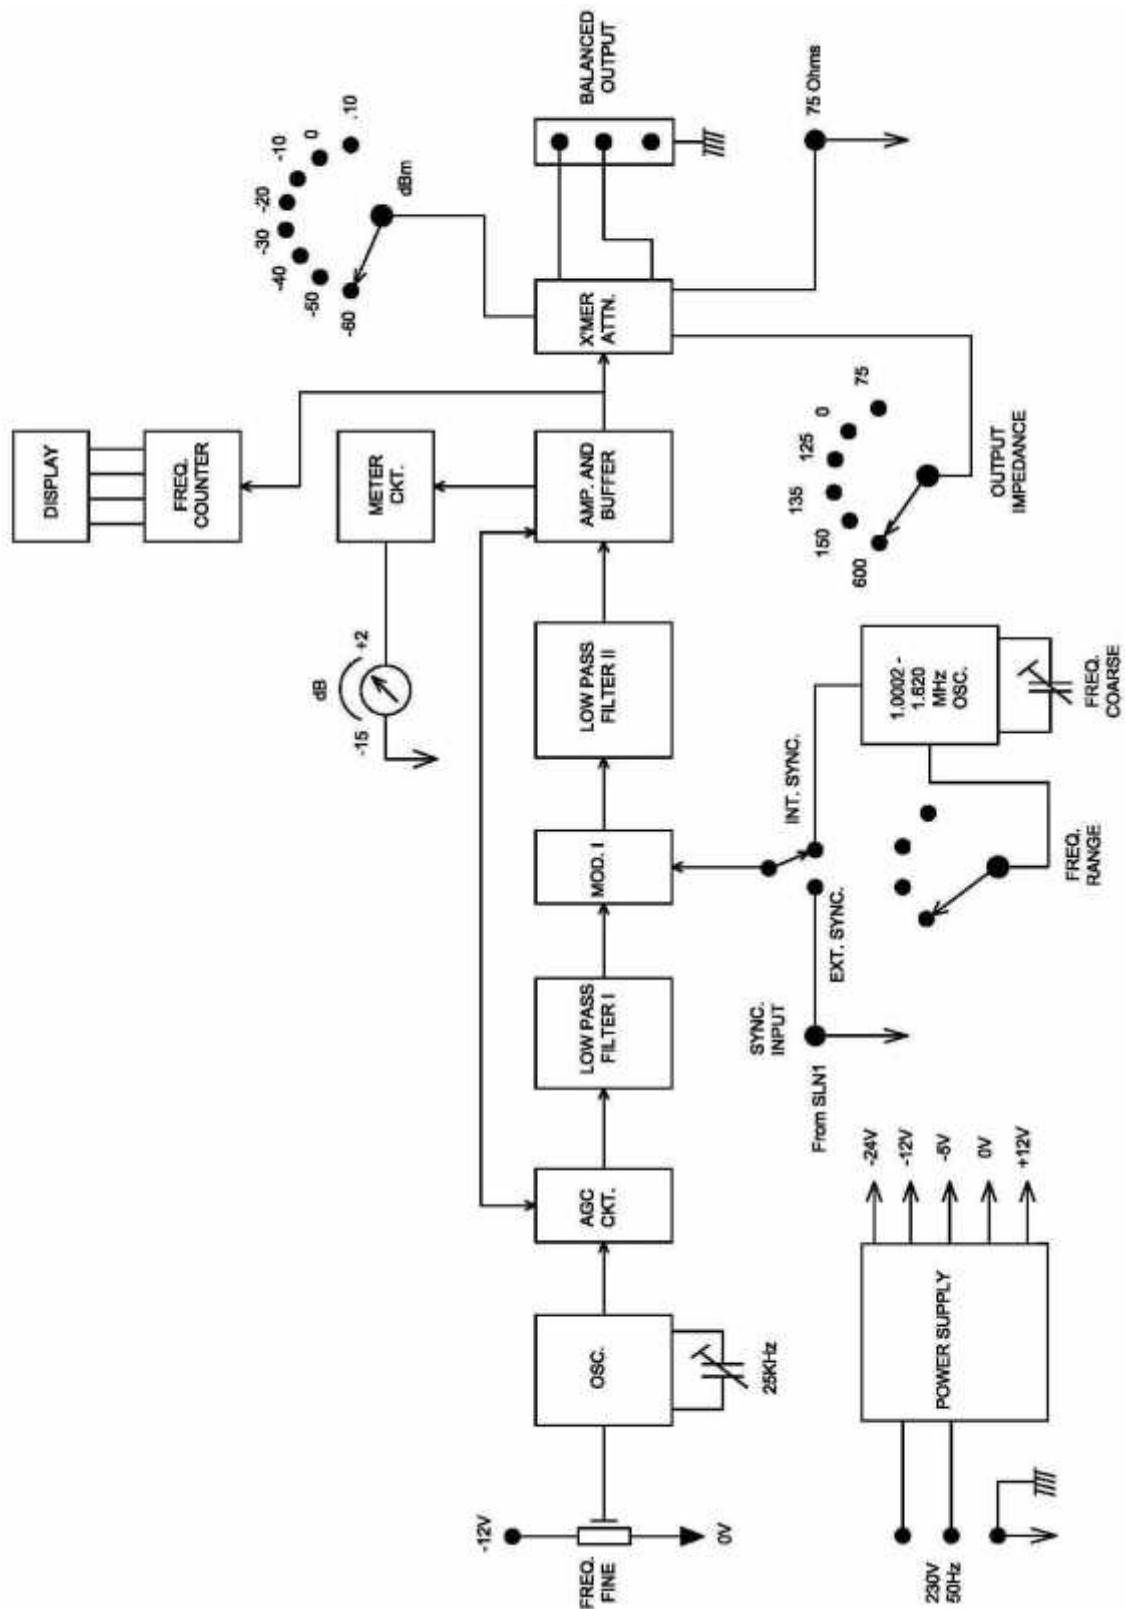 DISPLAY
FREQ.
COUNTER
-60
-50
-40
-30
-20
-10
0
.10
dBm
dB
-15
+2
METER
CKT.
-12V
FREQ.
FINE
0V
OSC.
25KHz
AGC
CKT.
LOW PASS
FILTER I
MOD. I
LOW PASS
FILTER II
AMP. AND
BUFFER
X'MER
ATTN.
BALANCED
OUTPUT
75 Ohms
SYNC.
INPUT
From SLN1
EXT. SYNC.
INT. SYNC.
600
150
135
125
0
75
OUTPUT
IMPEDANCE
1.0002 -
1.620
MHz
OSC.
FREQ.
COARSE
FREQ.
RANGE
230V
50Hz
POWER SUPPLY
-24V
-12V
-5V
0V
+12V